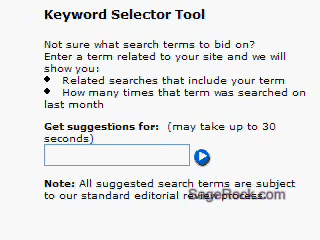 Keyword Selector Tool
Not sure what search terms to bid on?
Enter a term related to your site and we will
show you:
Related searches that include your term
How many times that term was searched on
last month
Get suggestions for: (may take up to 30
seconds)
Note: All suggested search terms are subject
to our standard editorial review process.
SageRock.com